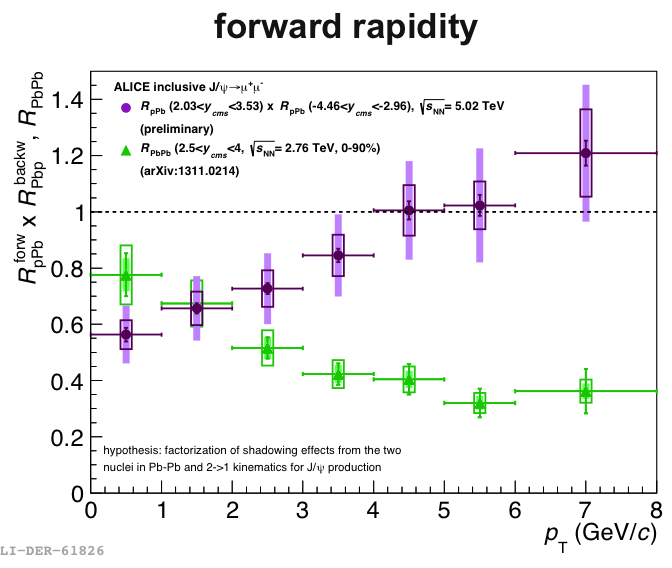 forward rapidity
ALICE inclusive J/ψ→μ⁺μ⁻
R_pPb (2.03<y_cms<3.53) x R_pPb (-4.46<y_cms<-2.96), √s_NN= 5.02 TeV
(preliminary)
R_PbPb (2.5<y_cms<4, √s_NN= 2.76 TeV, 0-90%)
(arXiv:1311.0214)
R_pPb^forw x R_Pbp^backw , R_PbPb
1.4
1.2
1
0.8
0.6
0.4
0.2
0
hypothesis: factorization of shadowing effects from the two
nuclei in Pb-Pb and 2->1 kinematics for J/ψ production
0 1 2 3 4 5 6 7 8
p_T (GeV/c)
LI-DER-61826